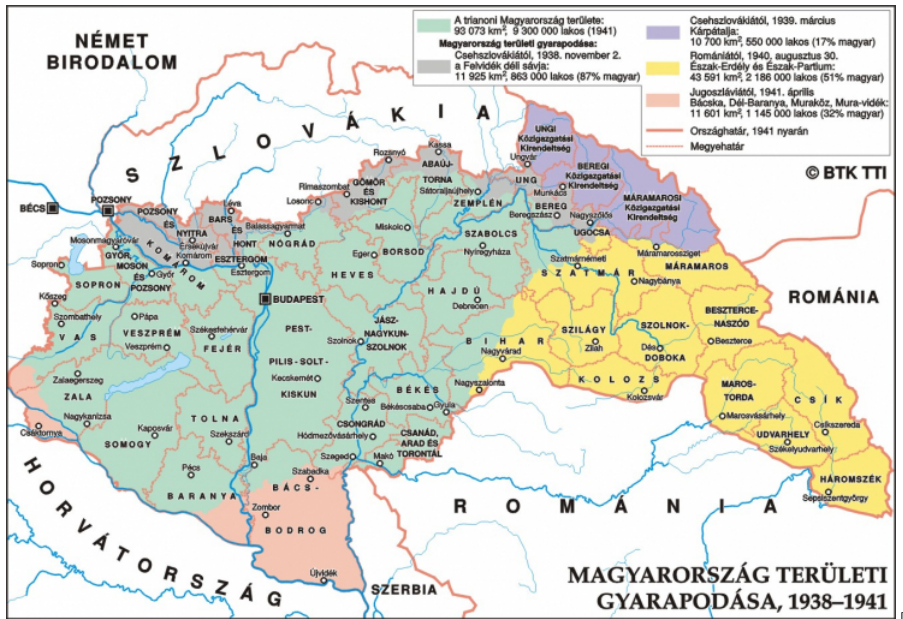 NÉMET
BIRODALOM
A trianoni Magyarország területe:
93 073 km², 9 300 000 lakos (1941)
Magyarország területi gyarapodása:
Csehszlovákiától, 1938. november 2.
a Felvidék déli sávja:
11 925 km², 863 000 lakos (87% magyar)
Csehszlovákiától, 1939. március
Kárpátalja:
10 700 km², 550 000 lakos (17% magyar)
Romániától, 1940. augusztus 30.
Észak-Erdély és Észak-Partium:
43 591 km², 2 186 000 lakos (51% magyar)
Jugoszláviától, 1941. április
Bácska, Dél-Baranya, Muraköz, Mura-vidék:
11 601 km², 1 145 000 lakos (32% magyar)
Országhatár, 1941 nyarán
Megyehatár
© BTK TTI
SZLOVÁKIA
BÉCS
POZSONY
POZSONY
ÉS
NYITRA
Érsekújvár
KOMÁROM
Komárom
Léva
BARS
ÉS
HONT
Balassagyarmat
NÓGRÁD
ESZTERGOM
Esztergom
Losonc
Rimaszombat
Rozsnyó
GÖMÖR
ÉS
KISHONT
Kassa
ABAÚJ-
TORNA
Sátoraljaújhely
ZEMPLÉN
UNGI
Közigazgatási
Kirendeltség
Ungvár
UNG
BEREGI
Közigazgatási
Kirendeltség
Munkács
BEREG
Beregszász
MÁRAMAROSI
Közigazgatási
Kirendeltség
Nagyszőlős
UGOCSA
Máramarossziget
MÁRAMAROS
Miskolc
BORSOD
Eger
HEVES
SZABOLCS
Nyíregyháza
HAJDÚ
Debrecen
SZATMÁR
Szatmárnémeti
Nagybánya
Mosonmagyaróvár
GYŐR,
MOSON
ÉS
POZSONY
Győr
Sopron
SOPRON
Kőszeg
Szombathely
VAS
Pápa
VESZPRÉM
Veszprém
Székesfehérvár
FEJÉR
BUDAPEST
PEST-
PILIS-SOLT-
KISKUN
Kecskemét
JÁSZ-
NAGYKUN-
SZOLNOK
Szolnok
BIHAR
Nagyvárad
Nagyszalonta
SZILÁGY
Zilah
SZOLNOK-
DOBOKA
Dés
BESZTERCE-
NASZÓD
Beszterce
KOLOZS
Kolozsvár
MAROS-
TORDA
Marosvásárhely
CSÍK
Csíkszereda
UDVARHELY
Székelyudvarhely
HÁROMSZÉK
Sepsiszentgyörgy
Zalaegerszeg
ZALA
Nagykanizsa
Csáktornya
SOMOGY
Kaposvár
TOLNA
Szekszárd
Pécs
BARANYA
Baja
BÉKÉS
Békéscsaba
Gyula
Szentes
CSONGRÁD
Hódmezővásárhely
Szeged
Makó
CSANÁD,
ARAD ÉS
TORONTÁL
Szabadka
BÁCS-
BODROG
Zombor
Újvidék
HORVÁTORSZÁG
SZERBIA
ROMÁNIA
ROMÁNIA
MAGYARORSZÁG TERÜLETI
GYARAPODÁSA, 1938–1941